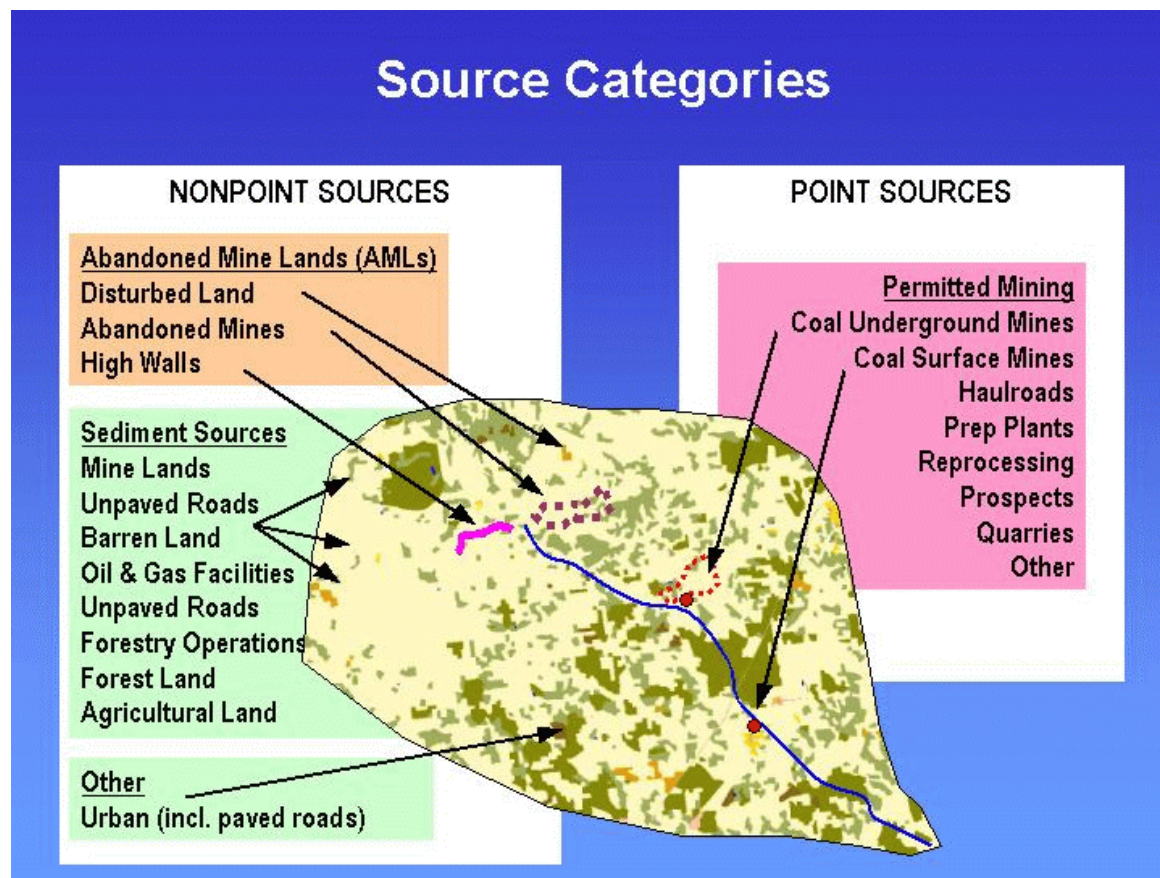 Source Categories
NONPOINT SOURCES
Abandoned Mine Lands (AMLs)
Disturbed Land
Abandoned Mines
High Walls
Sediment Sources
Mine Lands
Unpaved Roads
Barren Land
Oil & Gas Facilities
Unpaved Roads
Forestry Operations
Forest Land
Agricultural Land
Other
Urban (incl. paved roads)
POINT SOURCES
Permitted Mining
Coal Underground Mines
Coal Surface Mines
Haulroads
Prep Plants
Reprocessing
Prospects
Quarries
Other